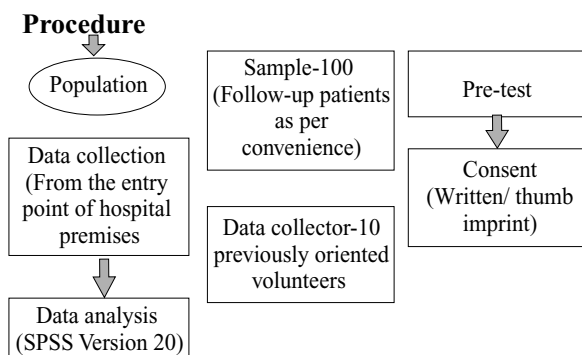 Procedure
Population
Sample-100
(Follow-up patients
as per
convenience)
Pre-test
Data collection
(From the entry
point of hospital
premises
Consent
(Written/ thumb
imprint)
Data collector-10
previously oriented
volunteers
Data analysis
(SPSS Version 20)